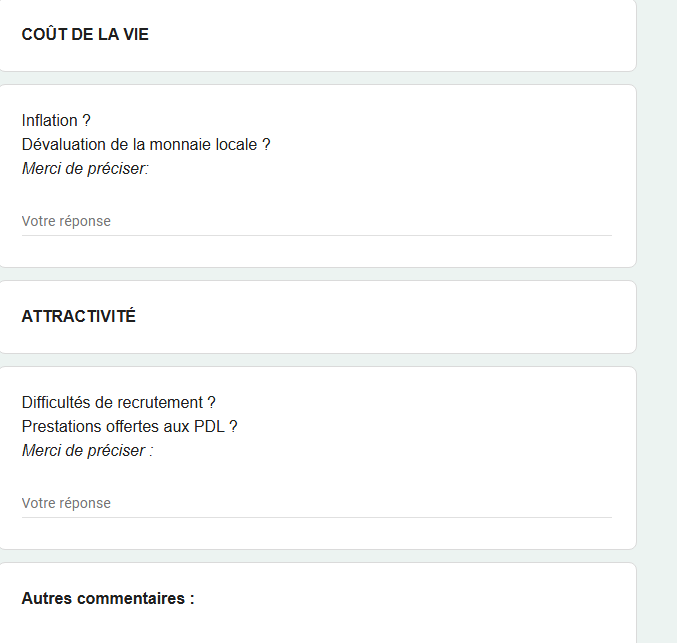 COÛT DE LA VIE
Inflation ?
Dévaluation de la monnaie locale ?
Merci de préciser:
Votre réponse
ATTRACTIVITÉ
Difficultés de recrutement ?
Prestations offertes aux PDL ?
Merci de préciser :
Votre réponse
Autres commentaires :